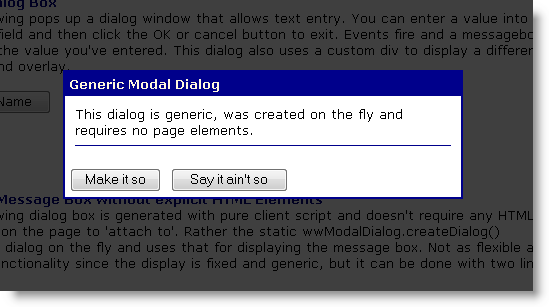 alog Box
wing pops up a dialog window that allows text entry. You can enter a value into
field and then click the OK or cancel button to exit. Events fire and a messagebo
the value you've entered. This dialog also uses a custom div to display a differe
nd overlay.
Name
Generic Modal Dialog
This dialog is generic, was created on the fly and
requires no page elements.
Make it so Say it ain't so
Message Box without explicit HTML Elements
wing dialog box is generated with pure client script and doesn't require any HTML
on the page to 'attach to'. Rather the static wwModalDialog.createDialog()
dialog on the fly and uses that for displaying the message box. Not as flexible a
nctionality since the display is fixed and generic, but it can be done with two lin